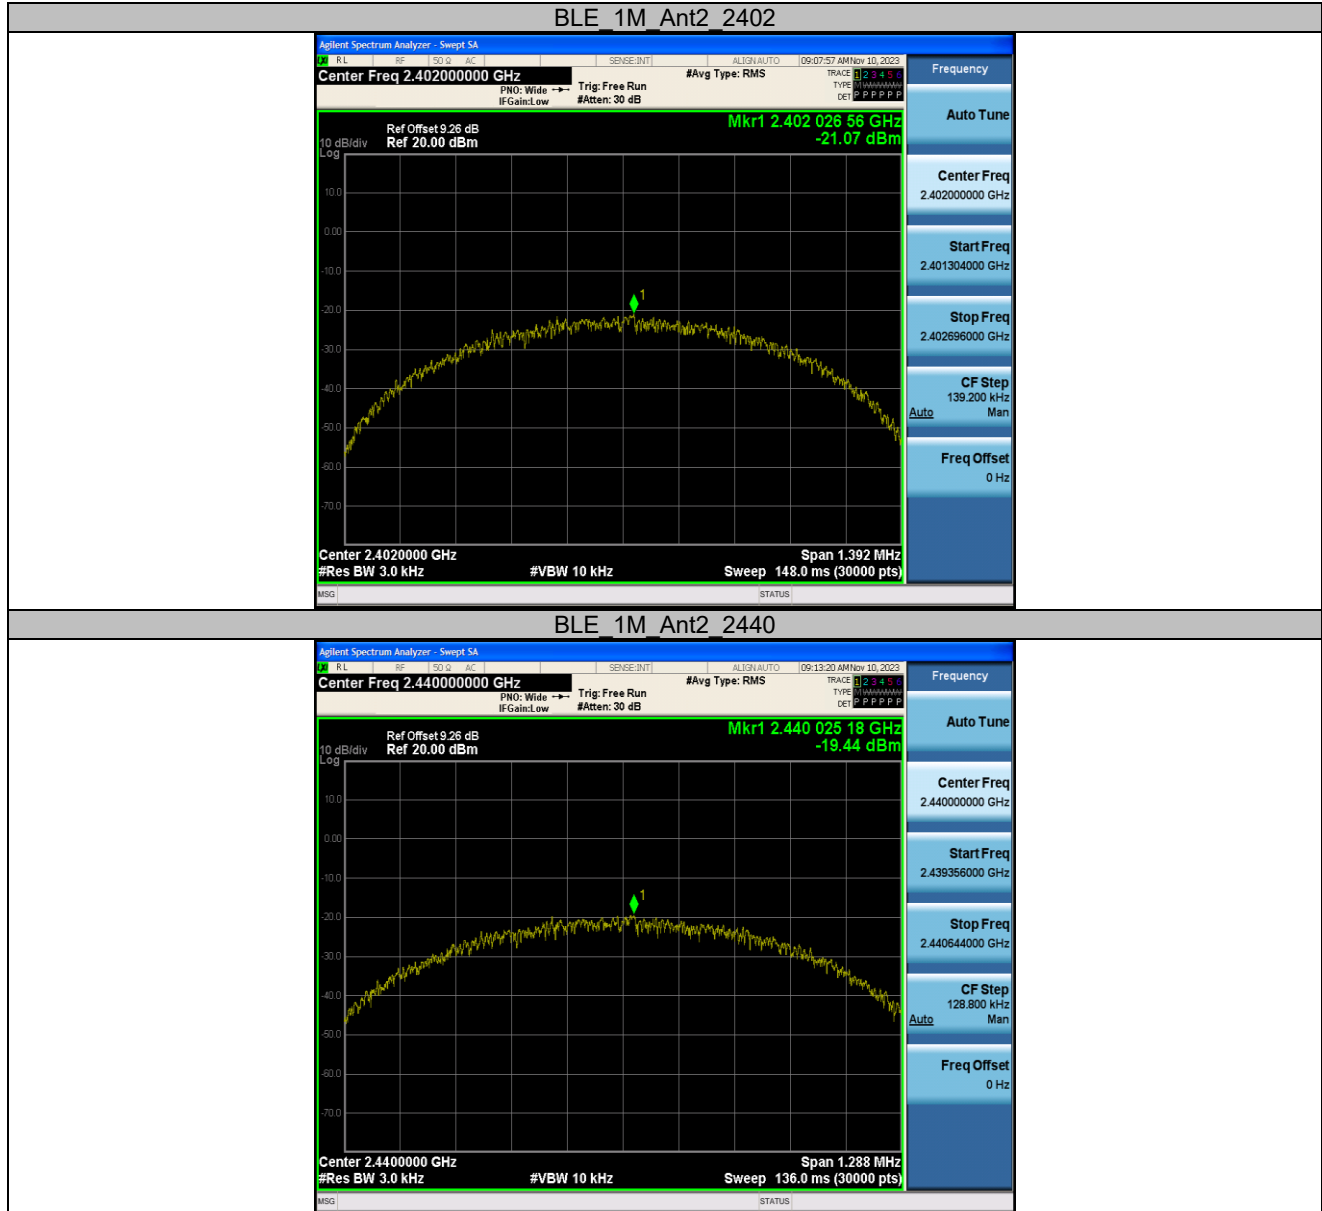 BLE_1M_Ant2_2402
Agilent Spectrum Analyzer - Swept SA
RL RF 50 Ω AC SENSE:INT ALIGN AUTO 09:07:57 AM Nov 10, 2023
Center Freq 2.402000000 GHz #Avg Type: RMS TRACE 1 2 3 4 5 6
PNO: Wide Trig: Free Run TYPE M WWWWW
IFGain:Low #Atten: 30 dB DET P P P P P P
Mkr1 2.402 026 56 GHz
-21.07 dBm
Ref Offset 9.26 dB
10 dB/div Ref 20.00 dBm
Log
10.0
0.00
-10.0
1
-20.0
-30.0
-40.0
-50.0
-60.0
-70.0
Center 2.4020000 GHz Span 1.392 MHz
#Res BW 3.0 kHz #VBW 10 kHz Sweep 148.0 ms (30000 pts)
MSG STATUS
Frequency
Auto Tune
Center Freq
2.402000000 GHz
Start Freq
2.401304000 GHz
Stop Freq
2.402696000 GHz
CF Step
139.200 kHz
Auto Man
Freq Offset
0 Hz
BLE_1M_Ant2_2440
Agilent Spectrum Analyzer - Swept SA
RL RF 50 Ω AC SENSE:INT ALIGN AUTO 09:13:20 AM Nov 10, 2023
Center Freq 2.440000000 GHz #Avg Type: RMS TRACE 1 2 3 4 5 6
PNO: Wide Trig: Free Run TYPE M WWWWW
IFGain:Low #Atten: 30 dB DET P P P P P P
Mkr1 2.440 025 18 GHz
-19.44 dBm
Ref Offset 9.26 dB
10 dB/div Ref 20.00 dBm
Log
10.0
0.00
-10.0
1
-20.0
-30.0
-40.0
-50.0
-60.0
-70.0
Center 2.4400000 GHz Span 1.288 MHz
#Res BW 3.0 kHz #VBW 10 kHz Sweep 136.0 ms (30000 pts)
MSG STATUS
Frequency
Auto Tune
Center Freq
2.440000000 GHz
Start Freq
2.439356000 GHz
Stop Freq
2.440644000 GHz
CF Step
128.800 kHz
Auto Man
Freq Offset
0 Hz